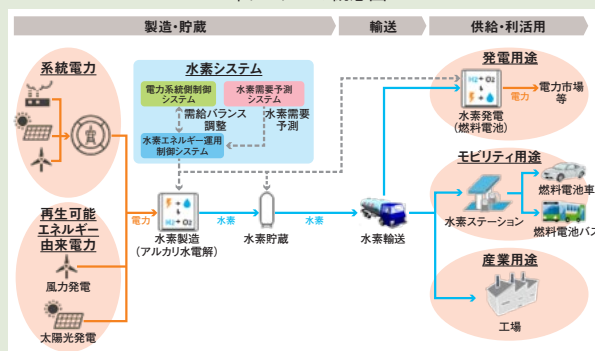 製造・貯蔵
輸送
供給・利活用
系統電力
水素システム
電力系統側制御
システム
水素需要予測
システム
需給バランス
調整
水素需要
予測
水素エネルギー運用
制御システム
発電用途
H2+O2
電力
電力市場
等
水素発電
(燃料電池)
モビリティ用途
燃料電池車
水素ステーション
燃料電池バス
再生可能
エネルギー
由来電力
電力
H2+O2
水素
水素
水素製造
(アルカリ水電解)
水素貯蔵
水素輸送
風力発電
太陽光発電
産業用途
工場